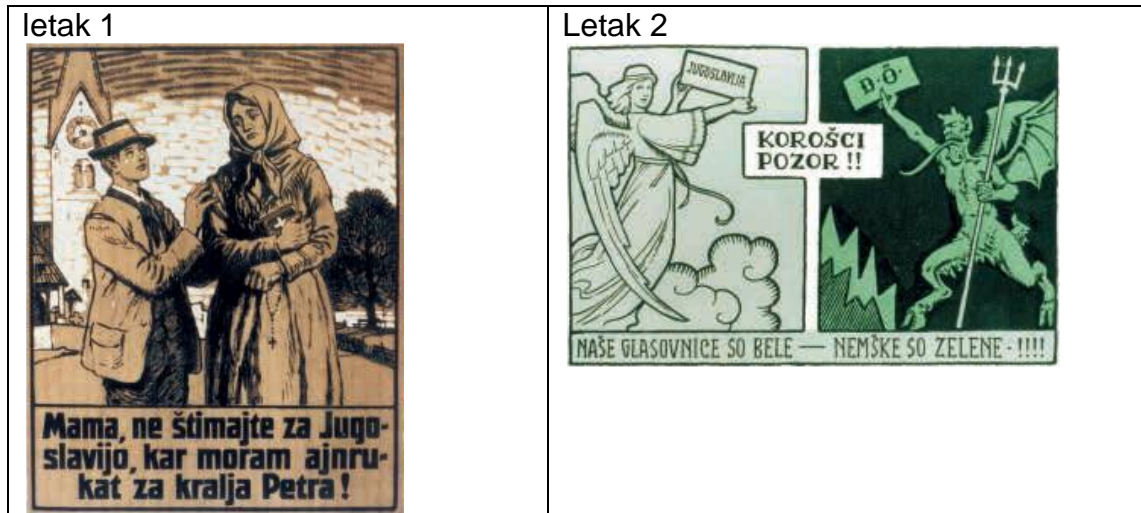 letak 1
Mama, ne štimajte za Jugo-
slavijo, kar moram ajnru-
kat za kralja Petra!
Letak 2
JUGOSLAVIJA
D.Ö.
KOROŠCI
POZOR!!
NAŠE GLASOVNICE SO BELE — NEMŠKE SO ZELENE-!!!!